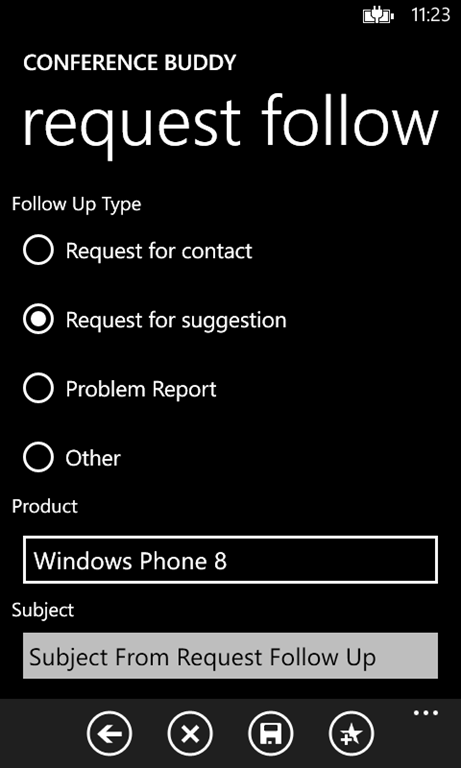 11:23
CONFERENCE BUDDY
request follow
Follow Up Type
Request for contact
Request for suggestion
Problem Report
Other
Product
Windows Phone 8
Subject
Subject From Request Follow Up